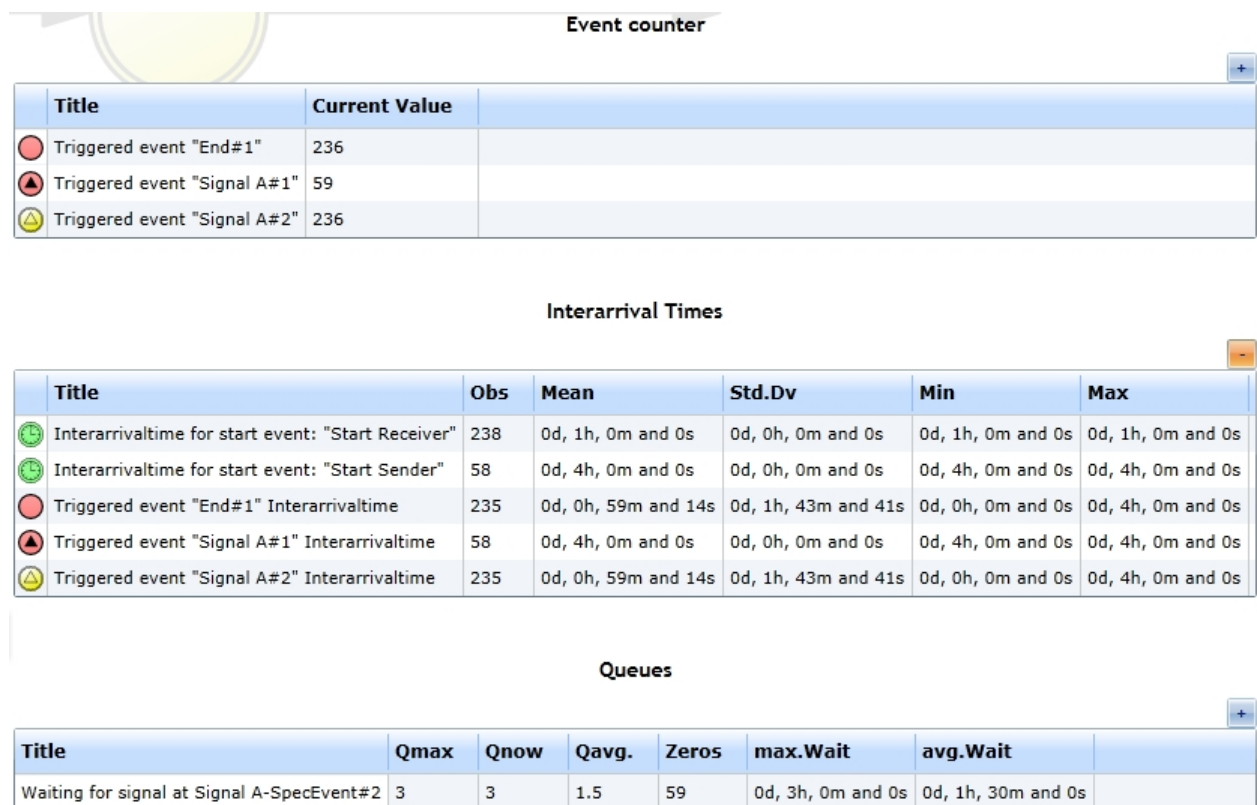 Event counter
+
Title Current Value
Triggered event "End#1" 236
Triggered event "Signal A#1" 59
Triggered event "Signal A#2" 236
Interarrival Times
-
Title Obs Mean Std.Dv Min Max
Interarrivaltime for start event: "Start Receiver" 238 0d, 1h, 0m and 0s 0d, 0h, 0m and 0s 0d, 1h, 0m and 0s 0d, 1h, 0m and 0s
Interarrivaltime for start event: "Start Sender" 58 0d, 4h, 0m and 0s 0d, 0h, 0m and 0s 0d, 4h, 0m and 0s 0d, 4h, 0m and 0s
Triggered event "End#1" Interarrivaltime 235 0d, 0h, 59m and 14s 0d, 1h, 43m and 41s 0d, 0h, 0m and 0s 0d, 4h, 0m and 0s
Triggered event "Signal A#1" Interarrivaltime 58 0d, 4h, 0m and 0s 0d, 0h, 0m and 0s 0d, 4h, 0m and 0s 0d, 4h, 0m and 0s
Triggered event "Signal A#2" Interarrivaltime 235 0d, 0h, 59m and 14s 0d, 1h, 43m and 41s 0d, 0h, 0m and 0s 0d, 4h, 0m and 0s
Queues
+
Title Qmax Qnow Qavg. Zeros max.Wait avg.Wait
Waiting for signal at Signal A-SpecEvent#2 3 3 1.5 59 0d, 3h, 0m and 0s 0d, 1h, 30m and 0s